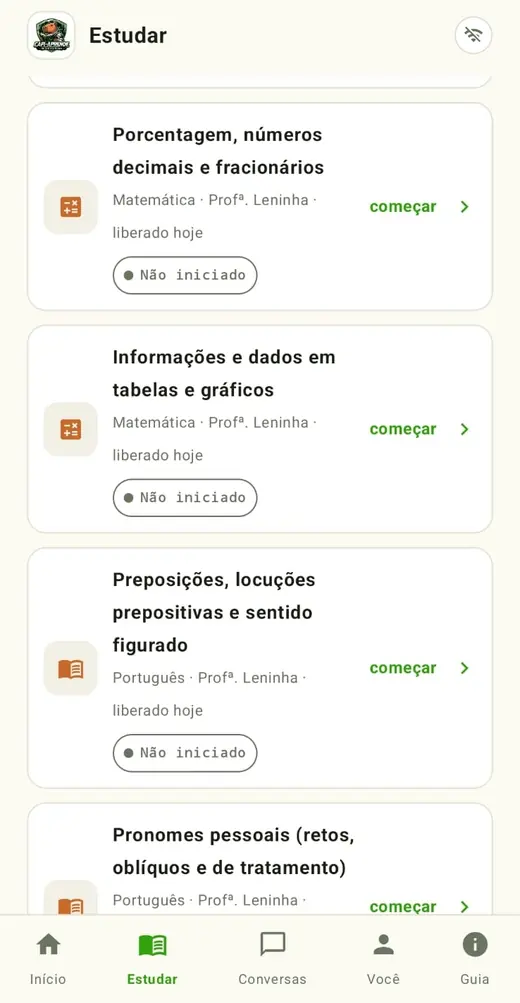 CAPI-APRENDE
Estudar
Porcentagem, números
decimais e fracionários
Matemática · Profª. Leninha ·
liberado hoje
Não iniciado
começar
Informações e dados em
tabelas e gráficos
Matemática · Profª. Leninha ·
liberado hoje
Não iniciado
começar
Preposições, locuções
prepositivas e sentido
figurado
Português · Profª. Leninha ·
liberado hoje
Não iniciado
começar
Pronomes pessoais (retos,
oblíquos e de tratamento)
Português · Profª. Leninha ·
começar
Início
Estudar
Conversas
Você
Guia